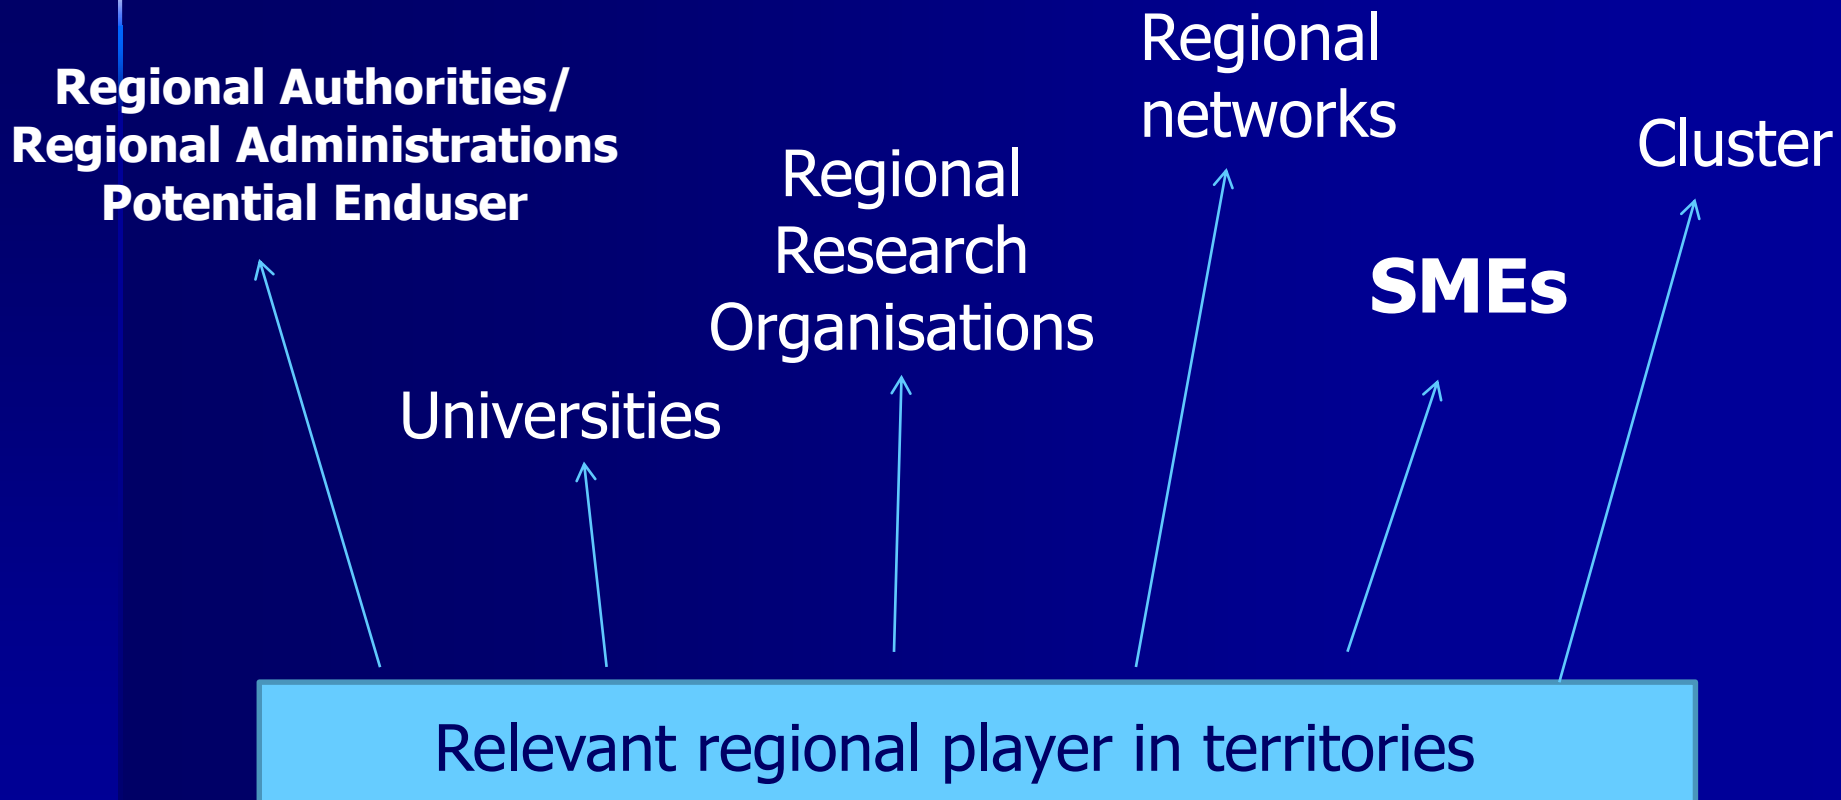 Regional Authorities/
Regional Administrations
Potential Enduser
Universities
Regional
Research
Organisations
Regional
networks
SMEs
Cluster
Relevant regional player in territories